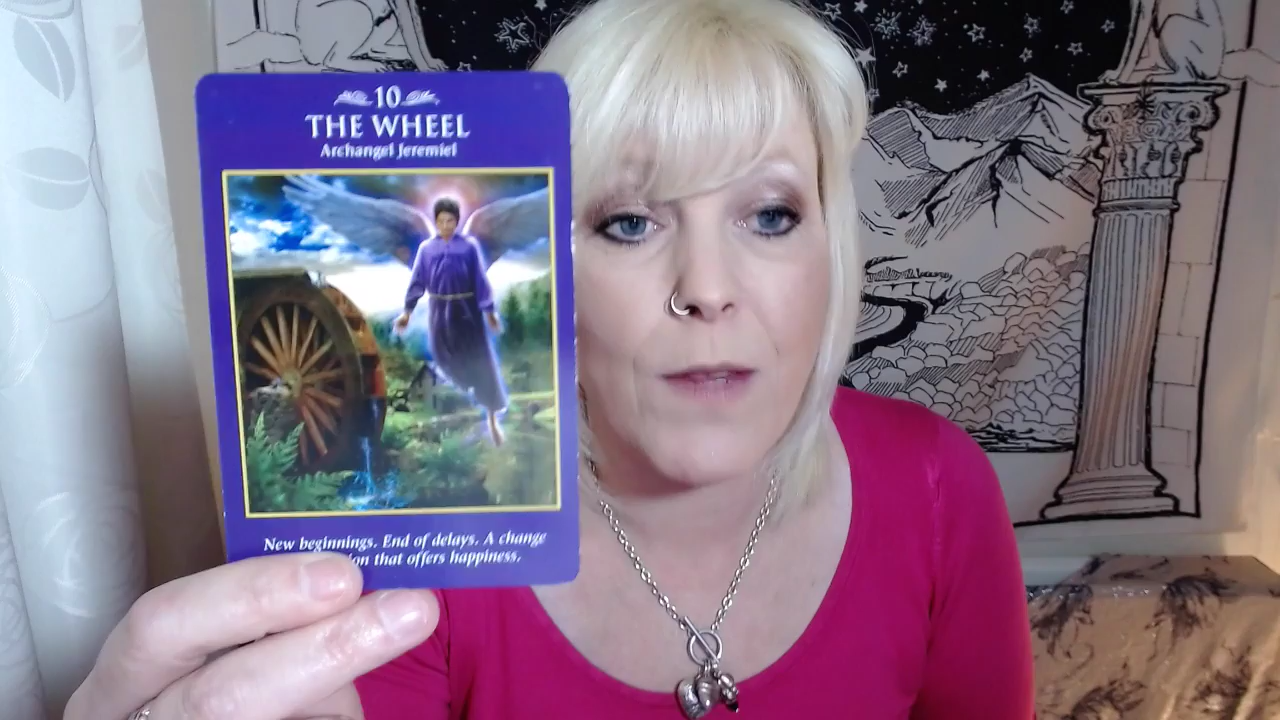 10
THE WHEEL
Archangel Jeremiel
New beginnings. End of delays. A change
that offers happiness.